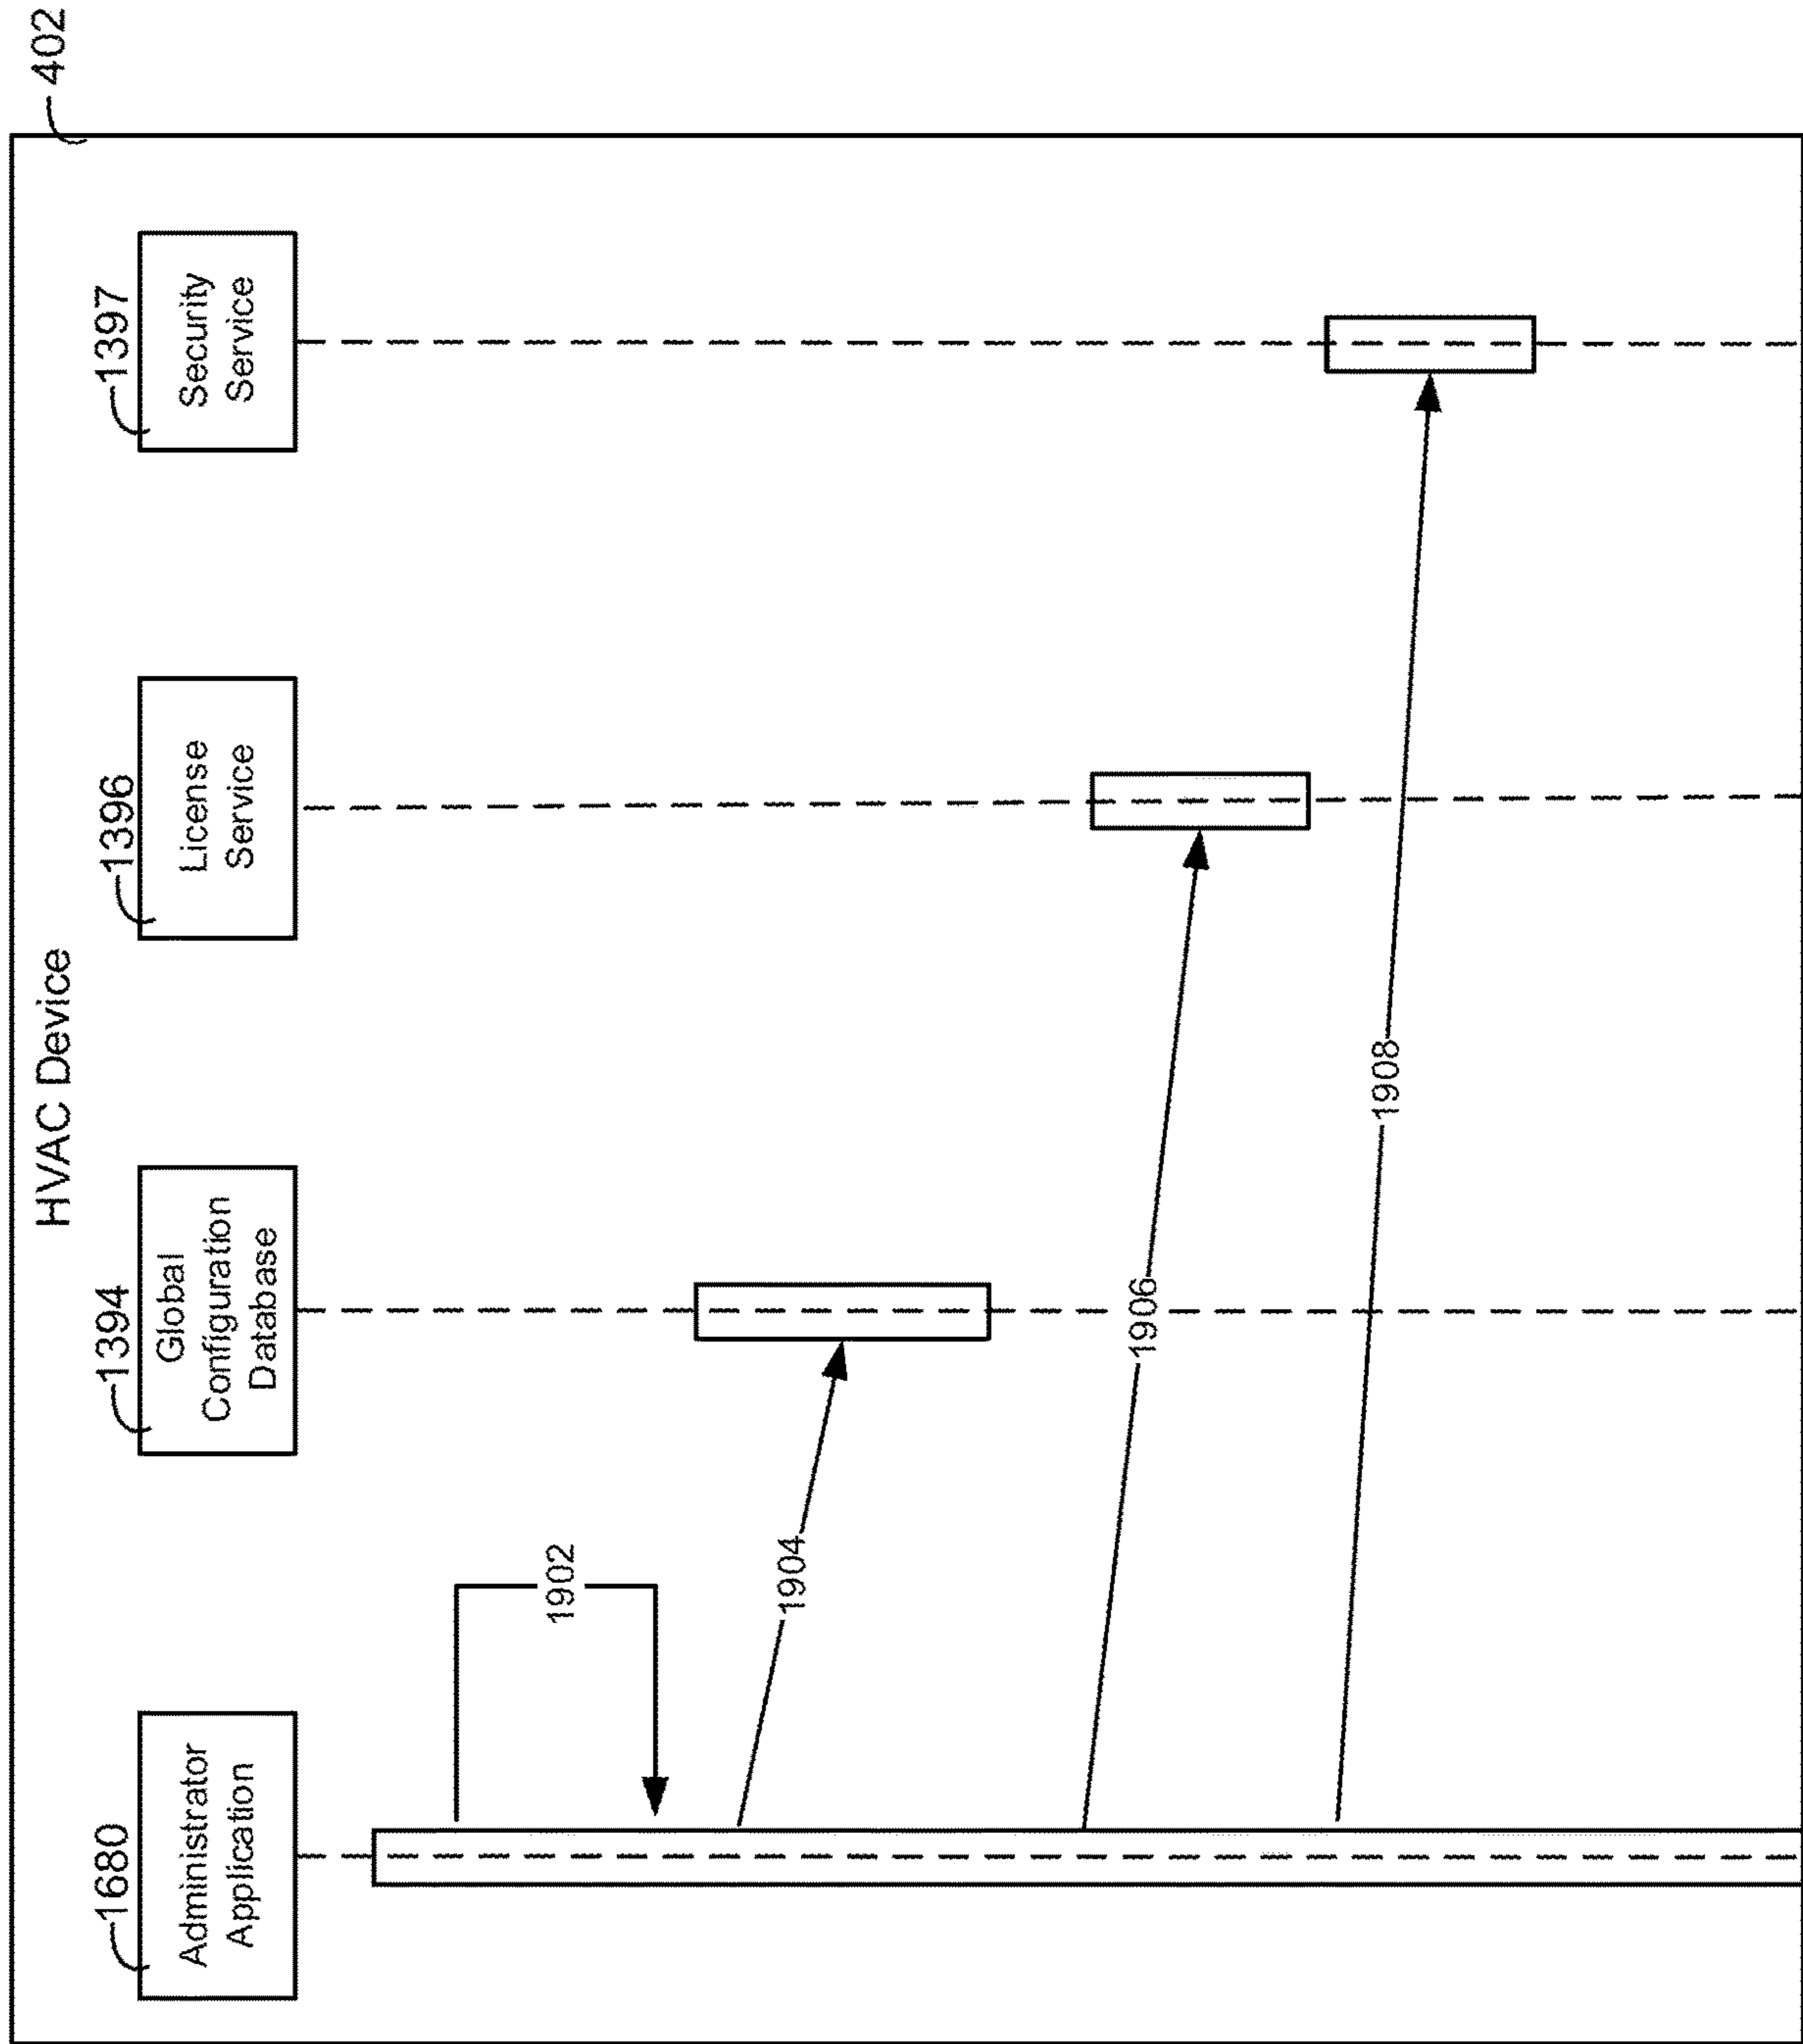 402
HVAC Device
1680
Administrator
Application
1394
Global
Configuration
Database
1396
License
Service
1397
Security
Service
1902
1904
1906
1908